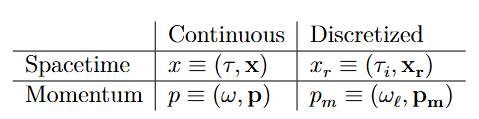 Continuous Discretized
Spacetime x ≡ (τ, x) x_r ≡ (τ_i, x_r)
Momentum p ≡ (ω, p) p_m ≡ (ω_ℓ, p_m)